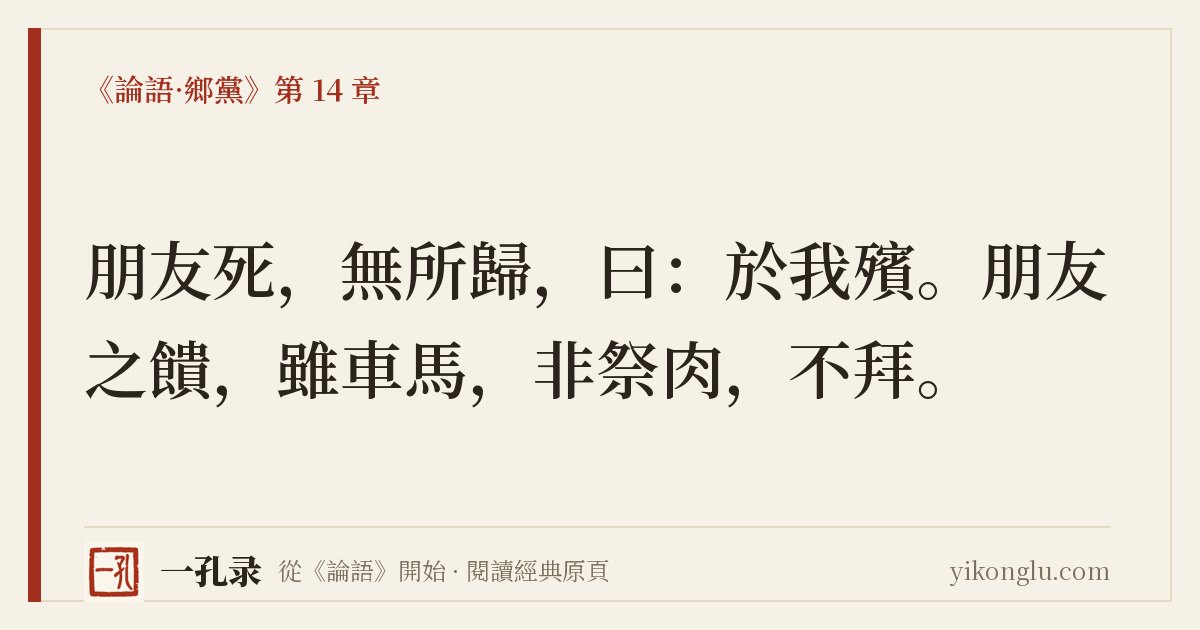 《論語·鄉黨》第 14 章
朋友死，無所歸，曰：於我殯。朋友
之饋，雖車馬，非祭肉，不拜。
一孔
一孔录 從《論語》開始 · 閱讀經典原頁 yikonglu.com